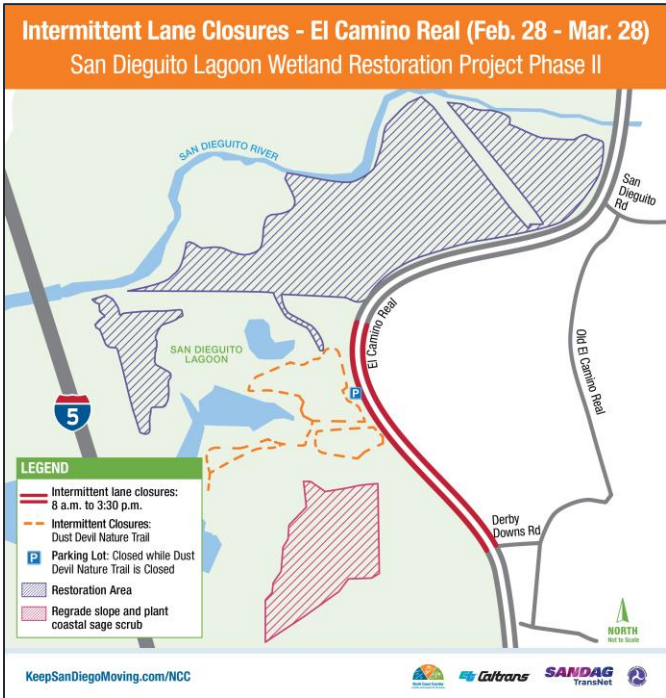 Intermittent Lane Closures - El Camino Real (Feb. 28 - Mar. 28)
San Dieguito Lagoon Wetland Restoration Project Phase II
SAN DIEGUITO RIVER
San
Dieguito
Rd
El Camino Real
Old El Camino Real
SAN DIEGUITO
LAGOON
P
5
Derby
Downs Rd
LEGEND
Intermittent lane closures:
8 a.m. to 3:30 p.m.
Intermittent Closures:
Dust Devil Nature Trail
P
Parking Lot: Closed while Dust
Devil Nature Trail is Closed
Restoration Area
Regrade slope and plant
coastal sage scrub
NORTH
Not to Scale
KeepSanDiegoMoving.com/NCC
Caltrans
SANDAG
TransNet